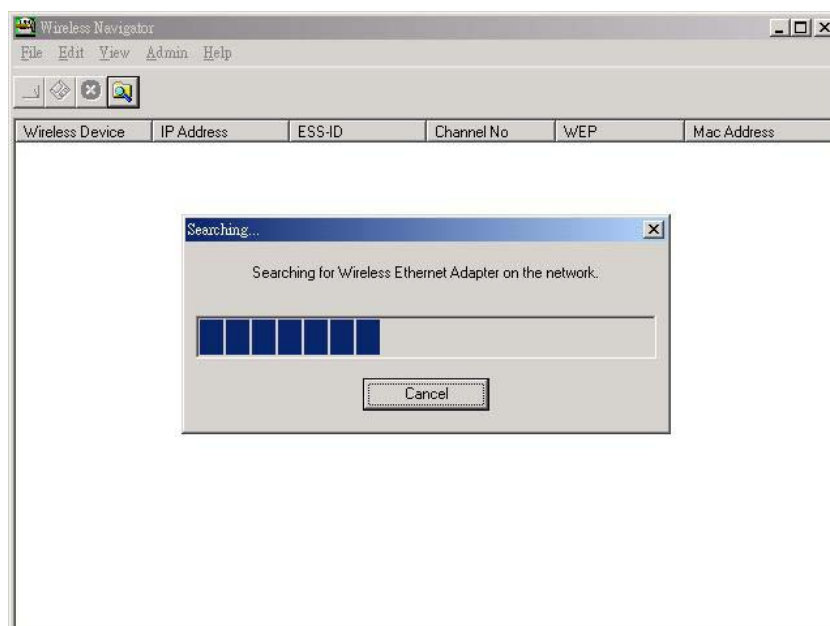 Wireless Navigator
File Edit View Admin Help
Wireless Device IP Address ESS-ID Channel No WEP Mac Address
Searching...
Searching for Wireless Ethernet Adapter on the network.
Cancel